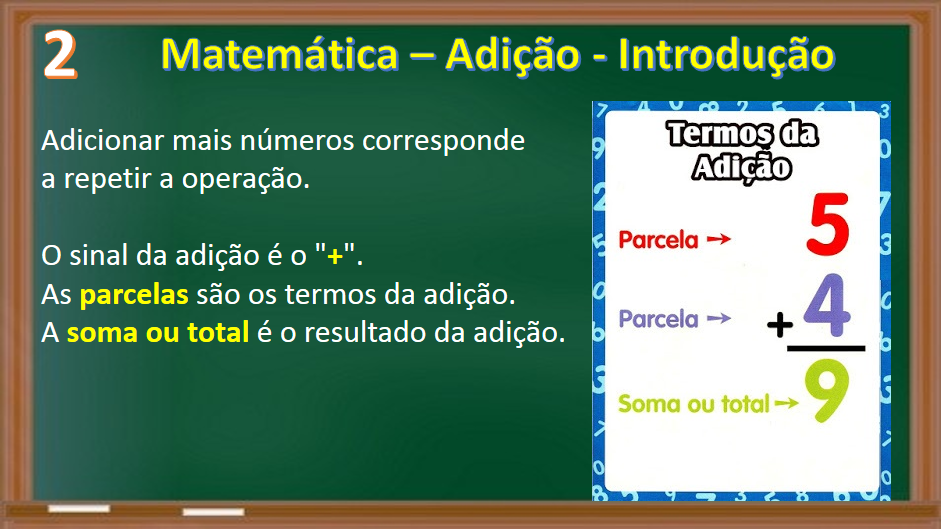 2
Matemática – Adição - Introdução
Adicionar mais números corresponde
a repetir a operação.
O sinal da adição é o "+".
As parcelas são os termos da adição.
A soma ou total é o resultado da adição.
Termos da
Adição
Parcela → 5
Parcela → + 4
Soma ou total → 9